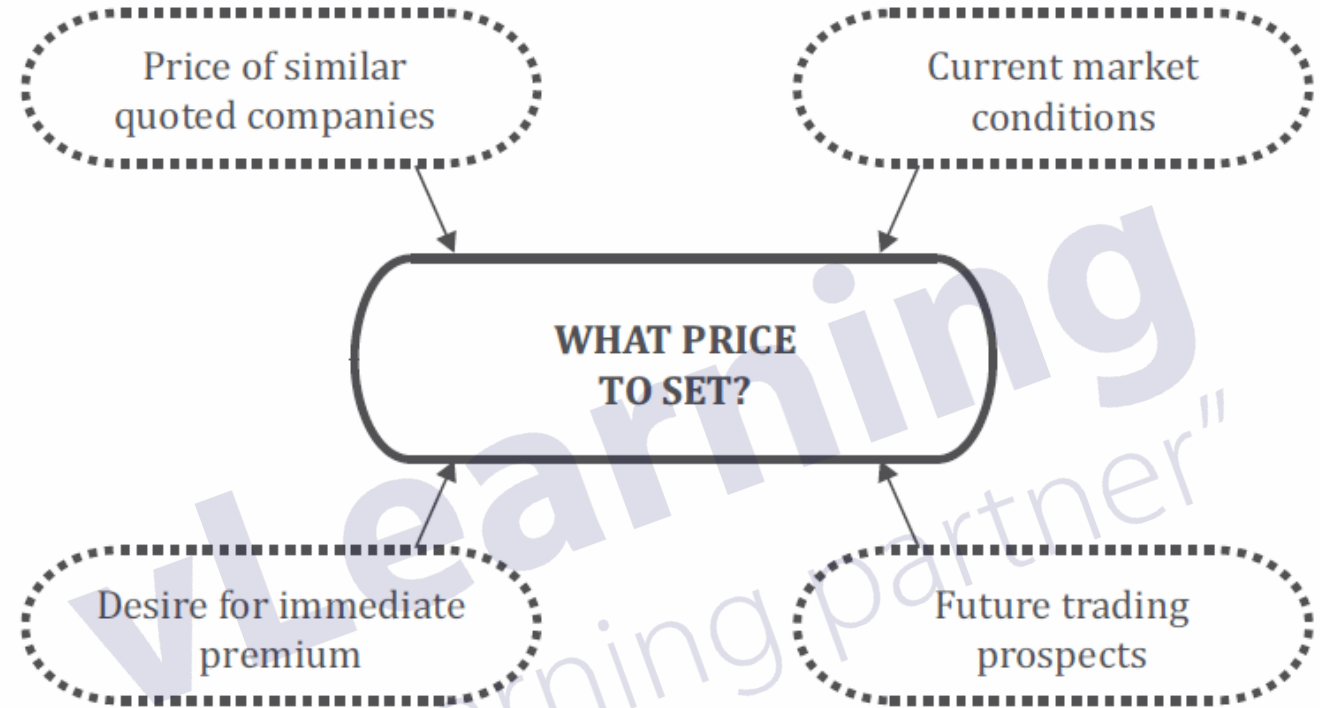 Price of similar
quoted companies
Current market
conditions
WHAT PRICE
TO SET?
Desire for immediate
premium
Future trading
prospects
vLearning
rning partner"